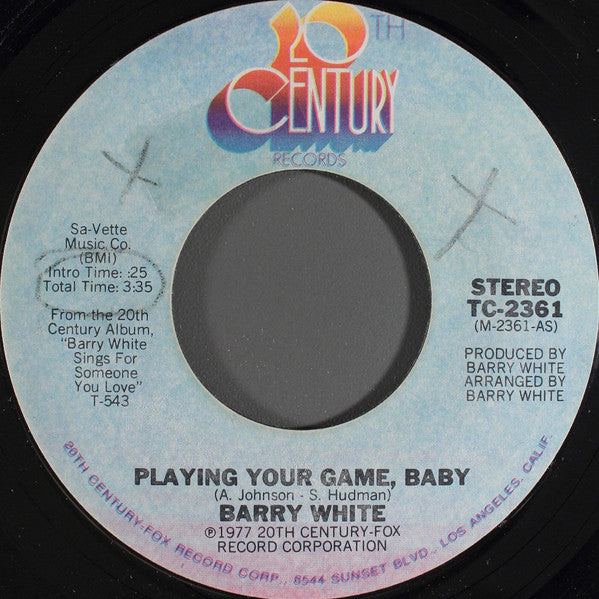 20TH
CENTURY
RECORDS
Sa-Vette
Music Co.
(BMI)
Intro Time: :25
Total Time: 3:35
From the 20th
Century Album,
"Barry White
Sings For
Someone
You Love"
T-543
STEREO
TC-2361
(M-2361-AS)
PRODUCED BY
BARRY WHITE
ARRANGED BY
BARRY WHITE
PLAYING YOUR GAME, BABY
(A. Johnson - S. Hudman)
BARRY WHITE
℗1977 20TH CENTURY-FOX
RECORD CORPORATION
20TH CENTURY-FOX RECORD CORP., 8544 SUNSET BLVD., LOS ANGELES, CALIF.